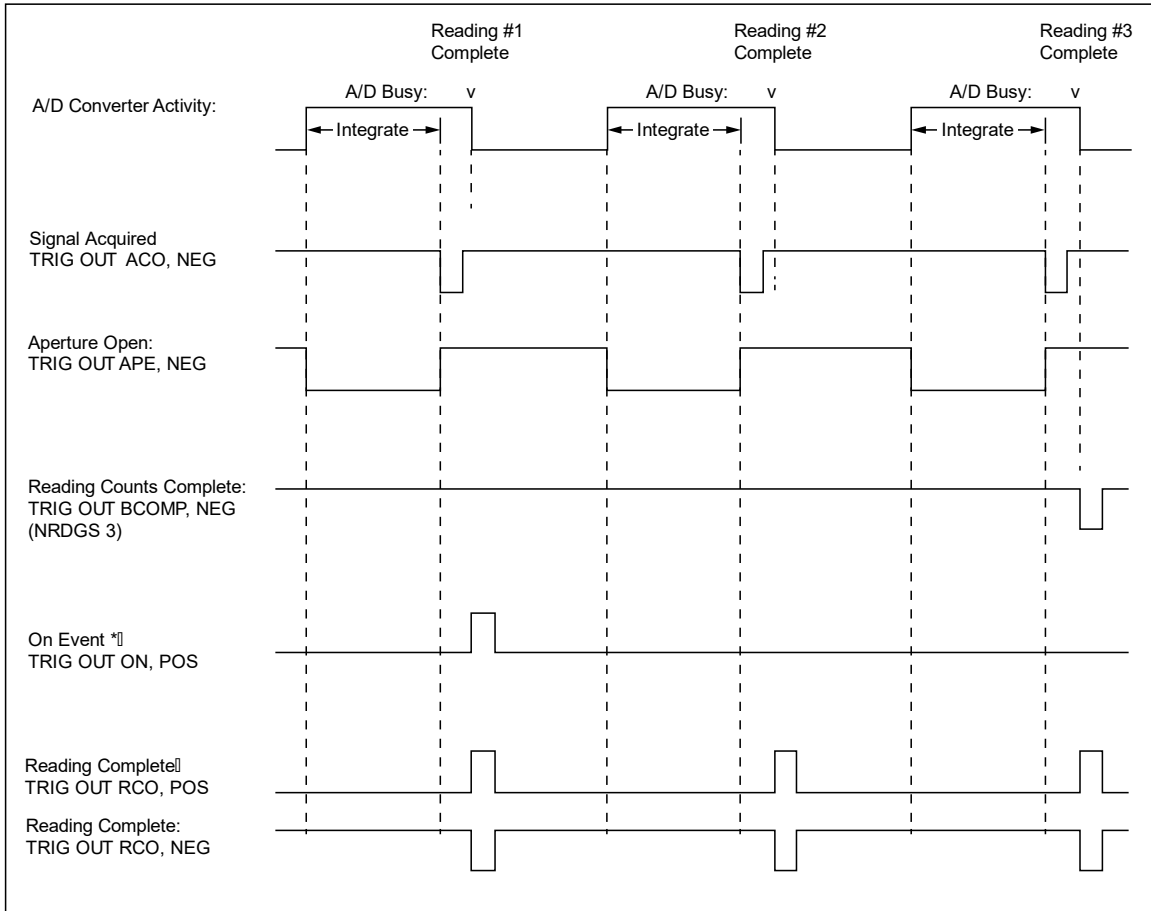 Reading #1
Complete
Reading #2
Complete
Reading #3
Complete
A/D Converter Activity:
A/D Busy: v
A/D Busy: v
A/D Busy: v
Integrate
Integrate
Integrate
Signal Acquired
TRIG OUT ACO, NEG
Aperture Open:
TRIG OUT APE, NEG
Reading Counts Complete:
TRIG OUT BCOMP, NEG
(NRDGS 3)
On Event *▯
TRIG OUT ON, POS
Reading Complete▯
TRIG OUT RCO, POS
Reading Complete:
TRIG OUT RCO, NEG